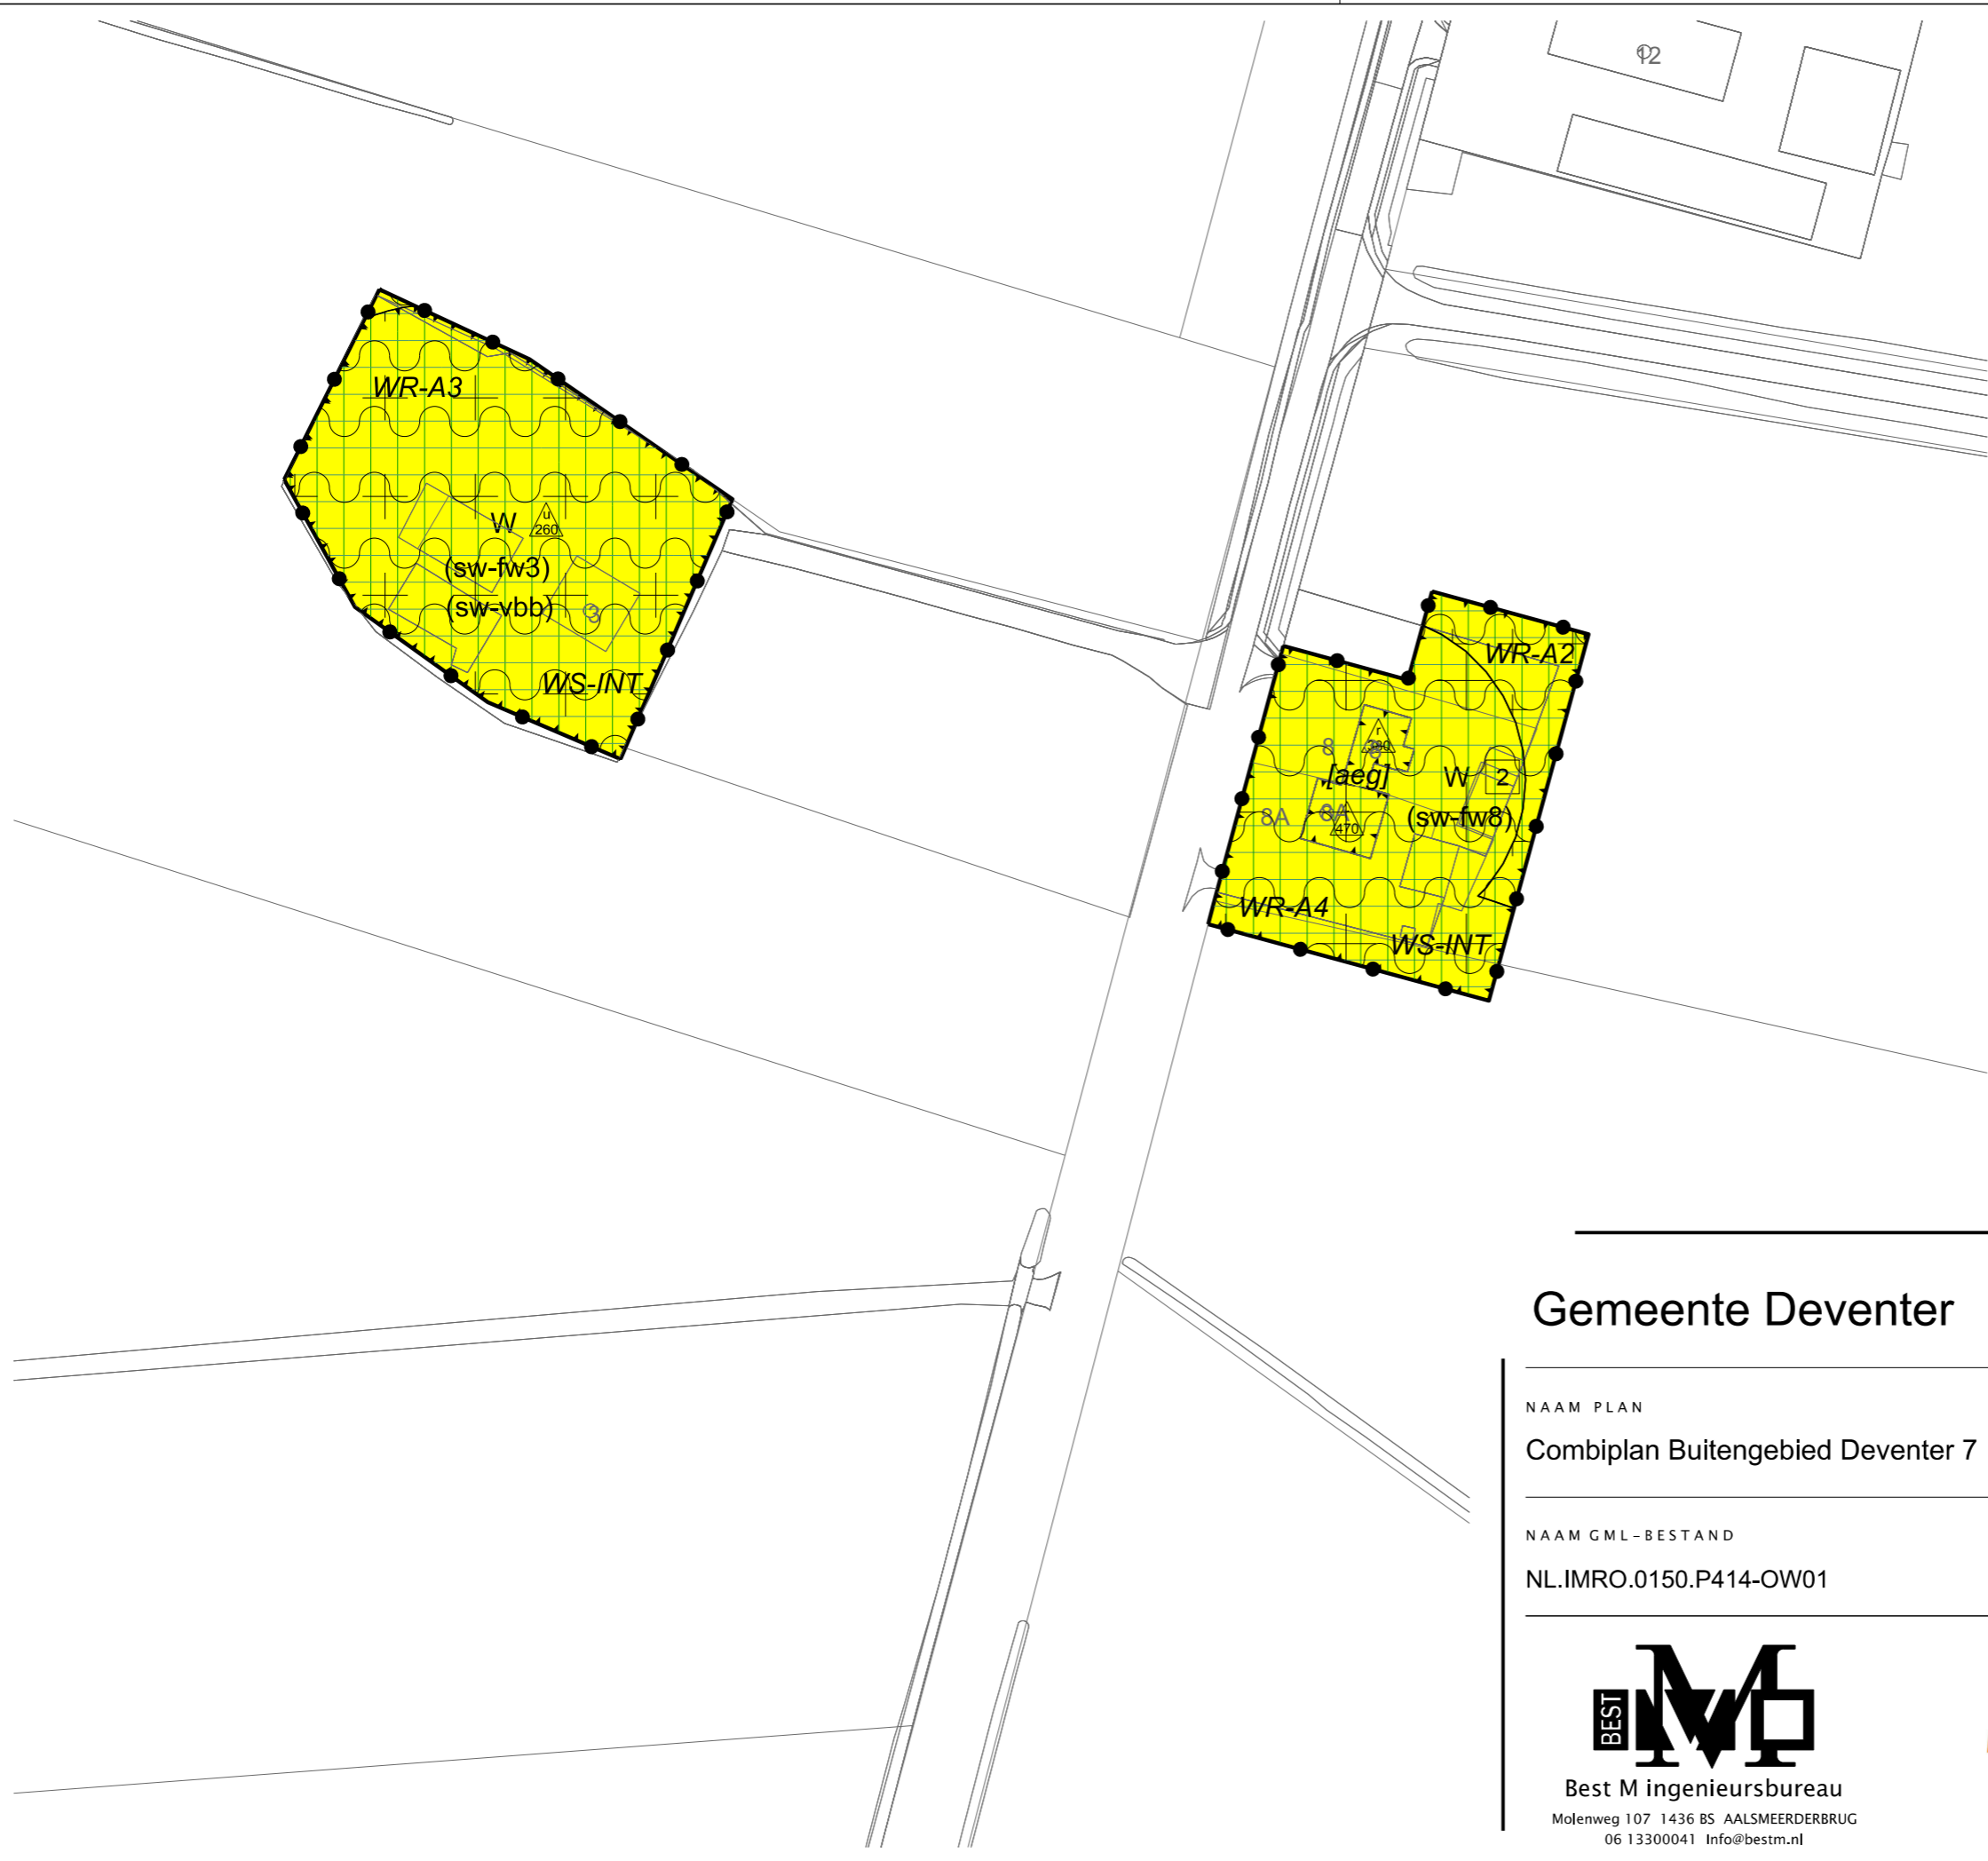 12
WR-A3
W
u
260
(sw-fw3)
(sw-vbb)
3
WS-INT
WR-A2
r
380
8
8
[aeg]
W
2
8A
8A
470
(sw-fw8)
WR-A4
WS-INT
Gemeente Deventer
NAAM PLAN
Combiplan Buitengebied Deventer 7
NAAM GML-BESTAND
NL.IMRO.0150.P414-OW01
BEST
M
Best M ingenieursbureau
Molenweg 107 1436 BS AALSMEERDERBRUG
06 13300041 Info@bestm.nl